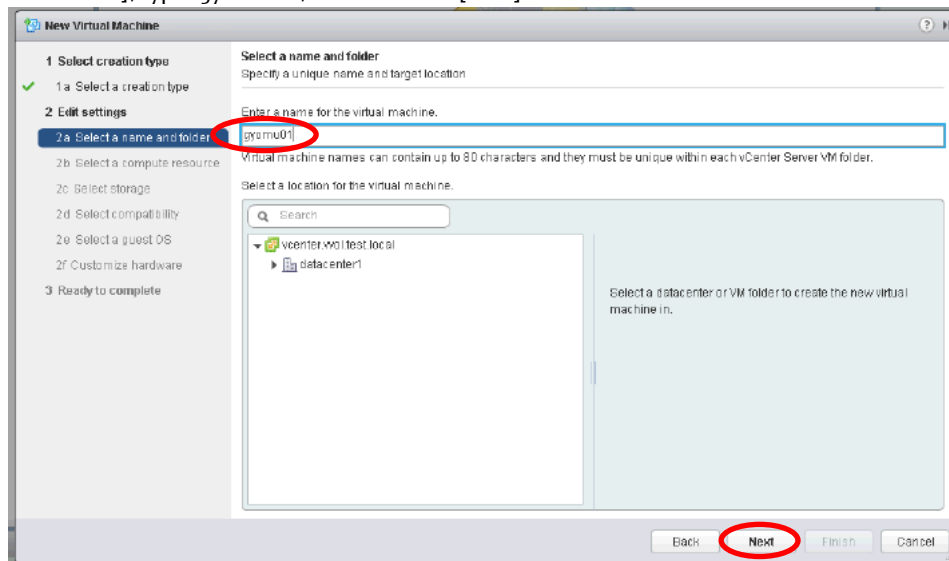 New Virtual Machine
1 Select creation type
1a Select a creation type
2 Edit settings
2a Select a name and folder
2b Select a compute resource
2c Select storage
2d Select compatibility
2e Select a guest OS
2f Customize hardware
3 Ready to complete
Select a name and folder
Specify a unique name and target location
Enter a name for the virtual machine.
gyomu01
Virtual machine names can contain up to 80 characters and they must be unique within each vCenter Server VM folder.
Select a location for the virtual machine.
Search
vcenter.wol.test.local
datacenter1
Select a datacenter or VM folder to create the new virtual
machine in.
Back Next Finish Cancel